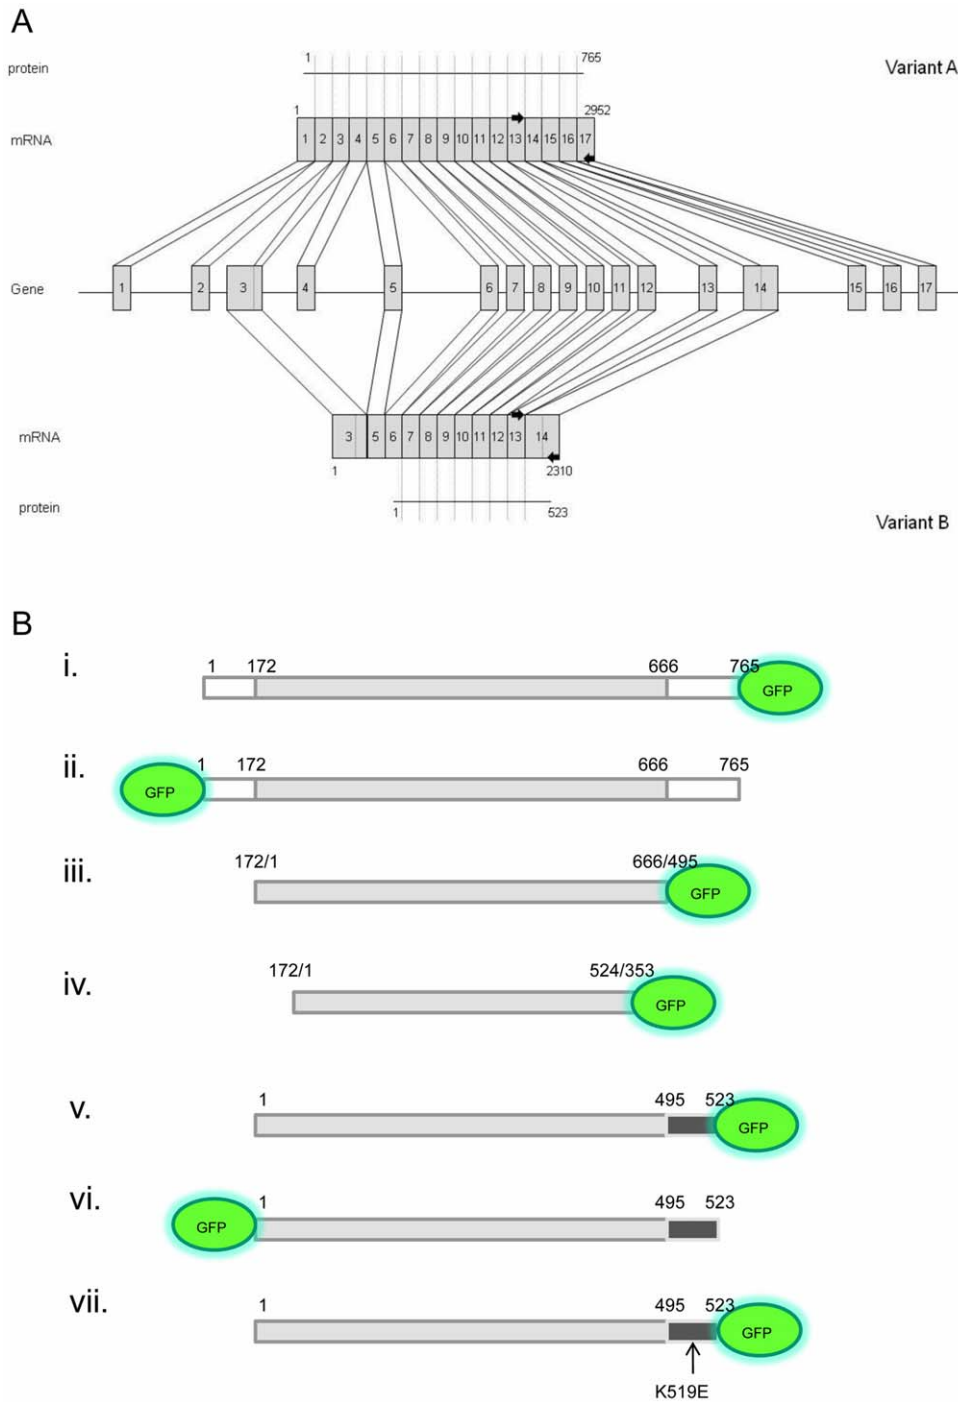 A
1 765
protein Variant A
1 2952
mRNA 1 2 3 4 5 6 7 8 9 10 11 12 13 14 15 16 17
Gene 1 2 3 4 5 6 7 8 9 10 11 12 13 14 15 16 17
mRNA 3 5 6 7 8 9 10 11 12 13 14
1 2310
protein 1 523
Variant B
B
i. 1 172 666 765
GFP
ii. 1 172 666 765
GFP
iii. 172/1 666/495
GFP
iv. 172/1 524/353
GFP
v. 1 495 523
GFP
vi. 1 495 523
GFP
vii. 1 495 523
GFP
K519E